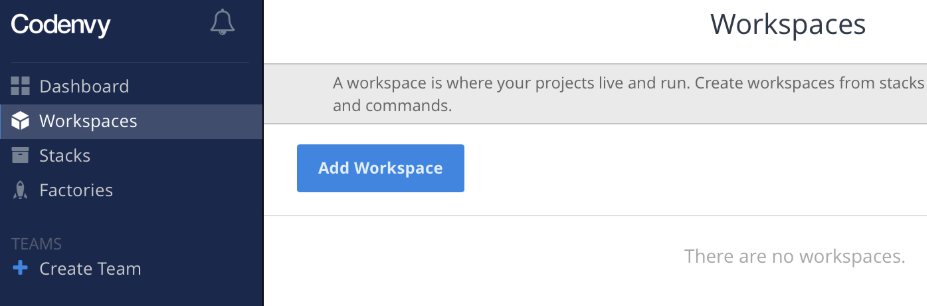 Codenvy
Dashboard
Workspaces
Stacks
Factories
TEAMS
Create Team
Workspaces
A workspace is where your projects live and run. Create workspaces from stacks
and commands.
Add Workspace
There are no workspaces.